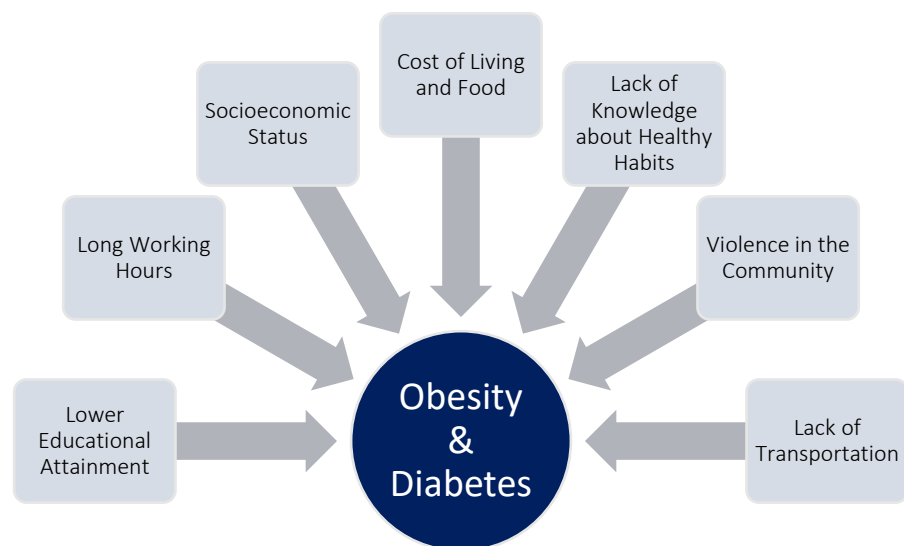 Cost of Living
and Food
Lack of
Knowledge
about Healthy
Habits
Socioeconomic
Status
Long Working
Hours
Violence in the
Community
Lower
Educational
Attainment
Obesity
&
Diabetes
Lack of
Transportation